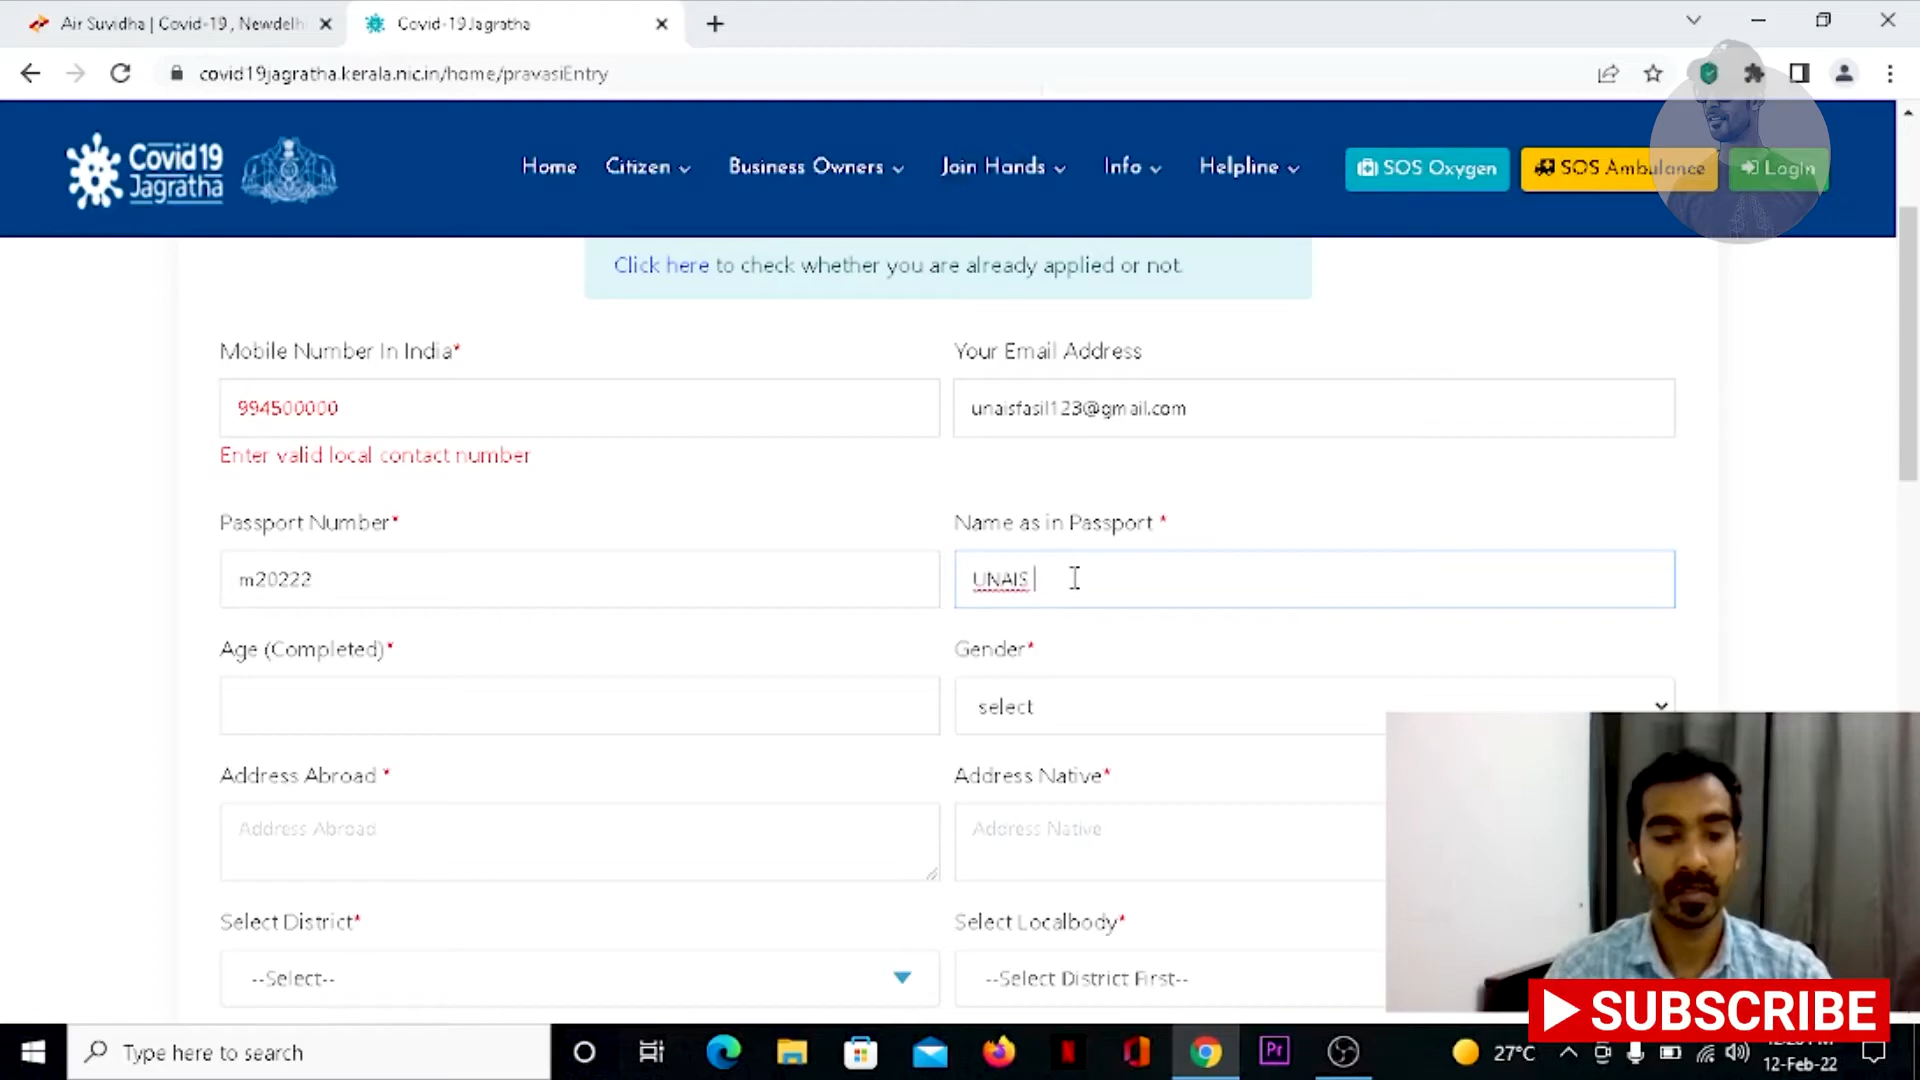 Air Suvidha | Covid-19 , Newdelh
Covid-19 Jagratha
covid19jagratha.kerala.nic.in/home/pravasiEntry
Covid19
Jagratha
Home
Citizen
Business Owners
Join Hands
Info
Helpline
SOS Oxygen
SOS Ambulance
Login
Click here to check whether you are already applied or not.
Mobile Number In India*
Your Email Address
994500000
unaisfasil123@gmail.com
Enter valid local contact number
Passport Number*
Name as in Passport *
m20222
UNAIS
Age (Completed)*
Gender*
select
Address Abroad *
Address Native*
Address Abroad
Address Native
Select District*
Select Localbody*
--Select--
--Select District First--
SUBSCRIBE
Type here to search
Pr
27°C
12-Feb-22